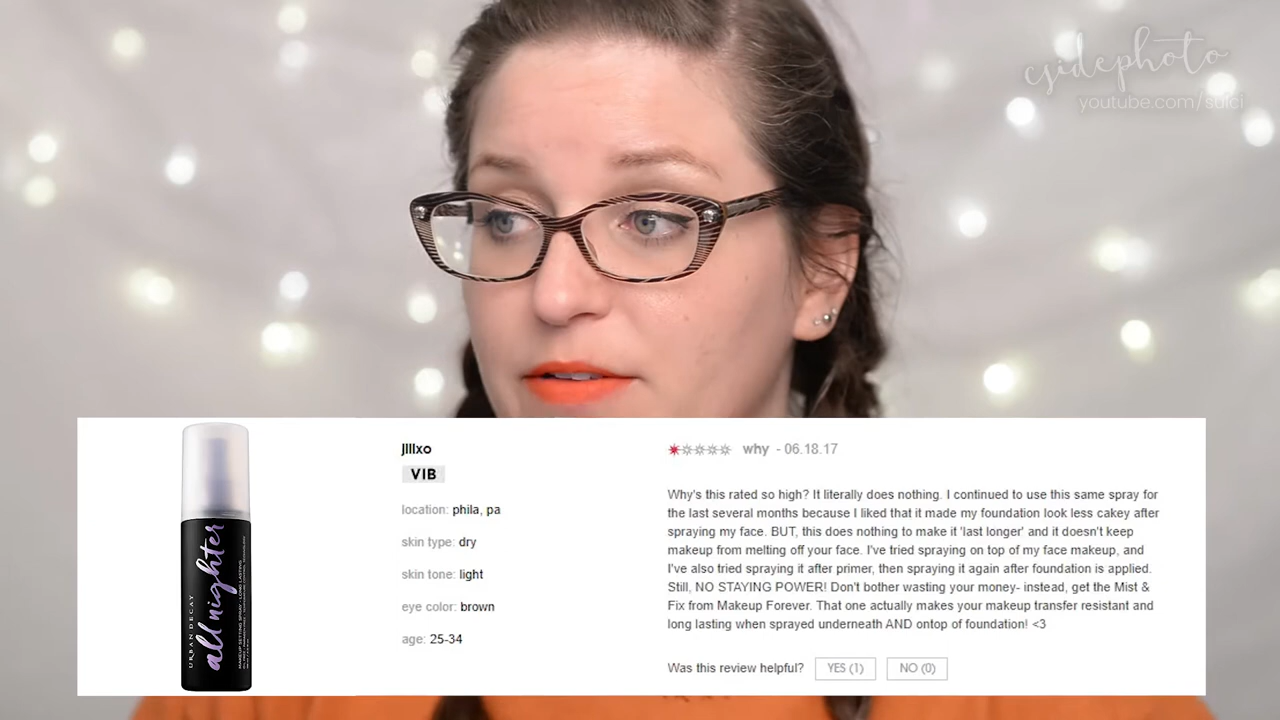 csidephoto
youtube.com/suici
jlllxo
VIB
location: phila, pa
skin type: dry
skin tone: light
eye color: brown
age: 25-34
why - 06.18.17
Why's this rated so high? It literally does nothing. I continued to use this same spray for
the last several months because I liked that it made my foundation look less cakey after
spraying my face. BUT, this does nothing to make it 'last longer' and it doesn't keep
makeup from melting off your face. I've tried spraying on top of my face makeup, and
I've also tried spraying it after primer, then spraying it again after foundation is applied.
Still, NO STAYING POWER! Don't bother wasting your money- instead, get the Mist &
Fix from Makeup Forever. That one actually makes your makeup transfer resistant and
long lasting when sprayed underneath AND ontop of foundation! <3
Was this review helpful? YES (1) NO (0)
URBAN DECAY
all nighter
MAKEUP SETTING SPRAY - LONG LASTING